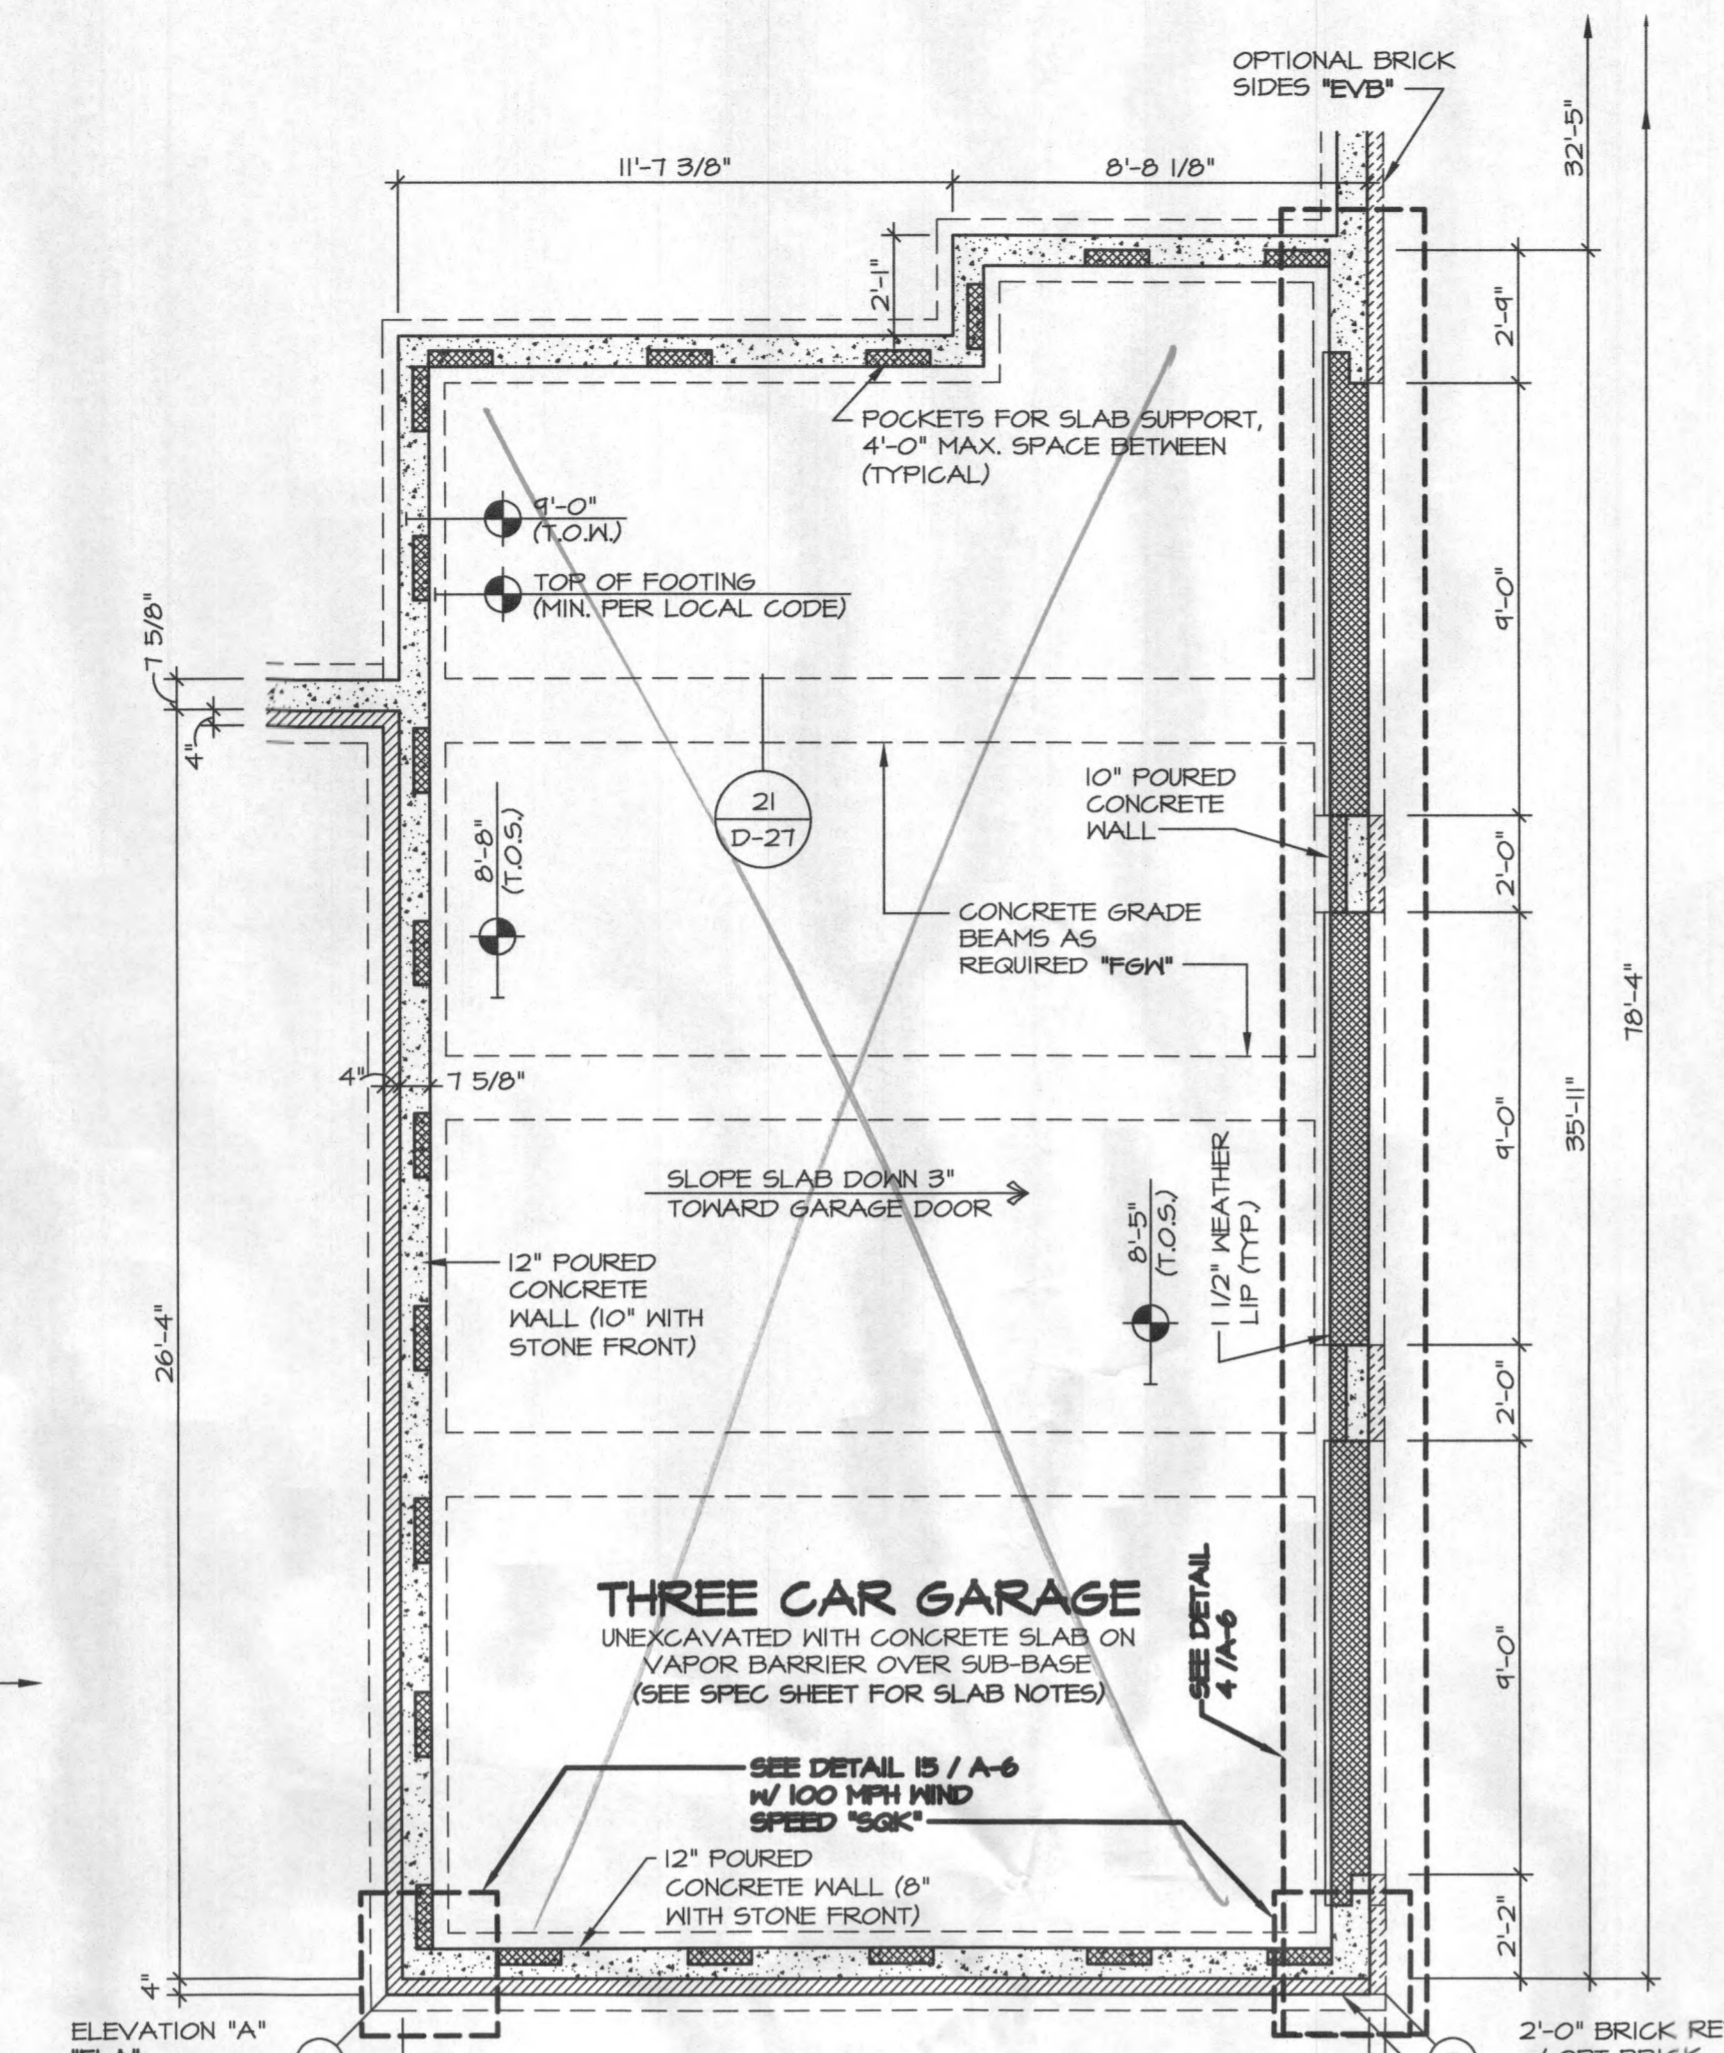 OPTIONAL BRICK
SIDES "EVB"
32'-5"
11'-7 3/8"
8'-8 1/8"
2'-1"
2'-9"
POCKETS FOR SLAB SUPPORT,
4'-0" MAX. SPACE BETWEEN
(TYPICAL)
9'-0"
(T.O.W.)
TOP OF FOOTING
(MIN. PER LOCAL CODE)
9'-0"
7 5/8"
4"
21
D-27
10" POURED
CONCRETE
WALL
8'-8"
(T.O.S.)
2'-0"
CONCRETE GRADE
BEAMS AS
REQUIRED "FGW"
78'-4"
4"
7 5/8"
35'-11"
9'-0"
SLOPE SLAB DOWN 3"
TOWARD GARAGE DOOR
8'-5"
(T.O.S.)
1 1/2" WEATHER
LIP (TYP.)
12" POURED
CONCRETE
WALL (10" WITH
STONE FRONT)
26'-4"
2'-0"
THREE CAR GARAGE
UNEXCAVATED WITH CONCRETE SLAB ON
VAPOR BARRIER OVER SUB-BASE
(SEE SPEC SHEET FOR SLAB NOTES)
SEE DETAIL
4 /A-6
9'-0"
SEE DETAIL 15 / A-6
W/ 100 MPH WIND
SPEED "SQK"
12" POURED
CONCRETE WALL (8"
WITH STONE FRONT)
2'-2"
4"
ELEVATION "A"
2'-0" BRICK RE